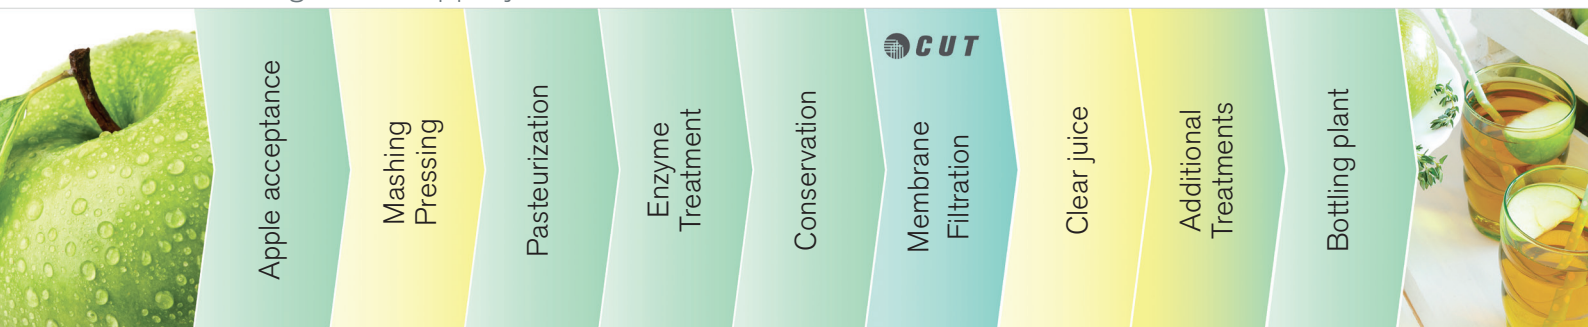 Apple acceptance
Mashing
Pressing
Pasteurization
Enzyme
Treatment
Conservation
CUT
Membrane
Filtration
Clear juice
Additional
Treatments
Bottling plant